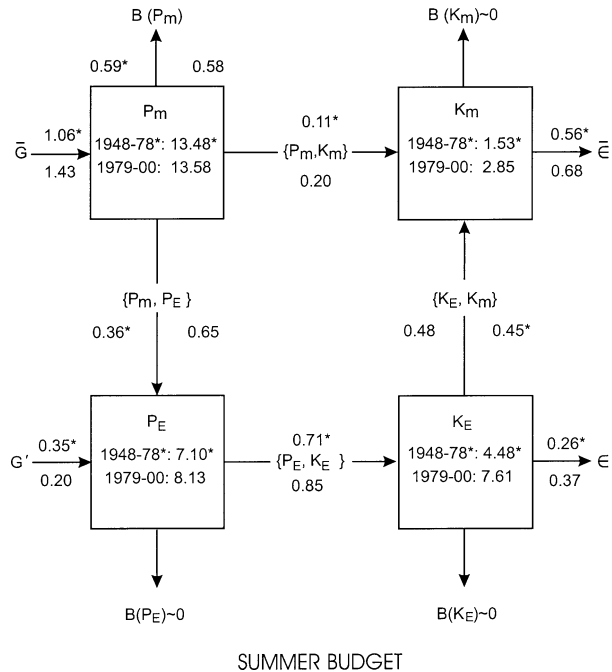 B (Pm)
B (Km)~0
0.59* 0.58
Pm
1948-78*: 13.48*
1979-00: 13.58
Km
1948-78*: 1.53*
1979-00: 2.85
G̅
1.06*
1.43
0.11*
{Pm,Km}
0.20
0.56*
0.68
∈̅
{Pm, PE }
0.36* 0.65
{KE, Km}
0.48 0.45*
PE
1948-78*: 7.10*
1979-00: 8.13
KE
1948-78*: 4.48*
1979-00: 7.61
G′
0.35*
0.20
0.71*
{PE, KE }
0.85
0.26*
0.37
∈
B(PE)~0
B(KE)~0
SUMMER BUDGET